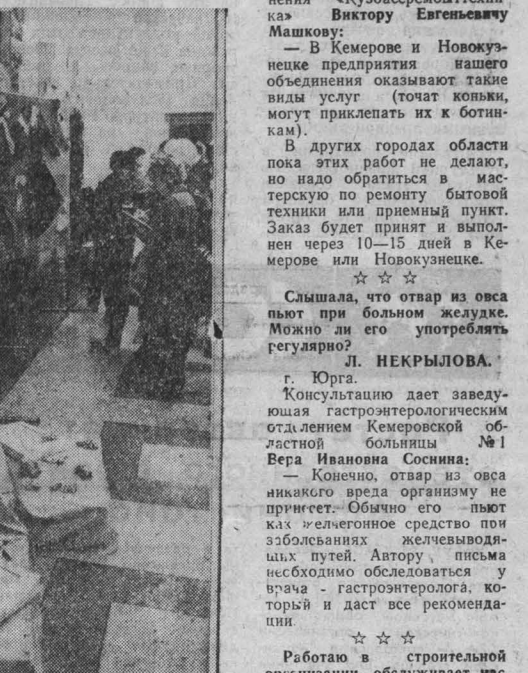 ка» Виктору Евгеньевичу
Машкову:
— В Кемерове и Новокуз-
нецке предприятия нашего
объединения оказывают такие
виды услуг (точат коньки,
могут приклепать их к ботин-
кам).
В других городах области
пока этих работ не делают,
но надо обратиться в мас-
терскую по ремонту бытовой
техники или приемный пункт.
Заказ будет принят и выпол-
нен через 10—15 дней в Ке-
мерове или Новокузнецке.
☆ ☆ ☆
Слышала, что отвар из овса
пьют при больном желудке.
Можно ли его употреблять
регулярно?
Л. НЕКРЫЛОВА.
г. Юрга.
Консультацию дает заведу-
ющая гастроэнтерологическим
отделением Кемеровской об-
ластной больницы №1
Вера Ивановна Соснина:
— Конечно, отвар из овса
никакого вреда организму не
принесет. Обычно его пьют
как желчегонное средство при
заболеваниях желчевыводя-
щих путей. Автору письма
необходимо обследоваться у
врача - гастроэнтеролога, ко-
торый и даст все рекоменда-
ции.
☆ ☆ ☆
Работаю в строительной
организации, обслуживает нас